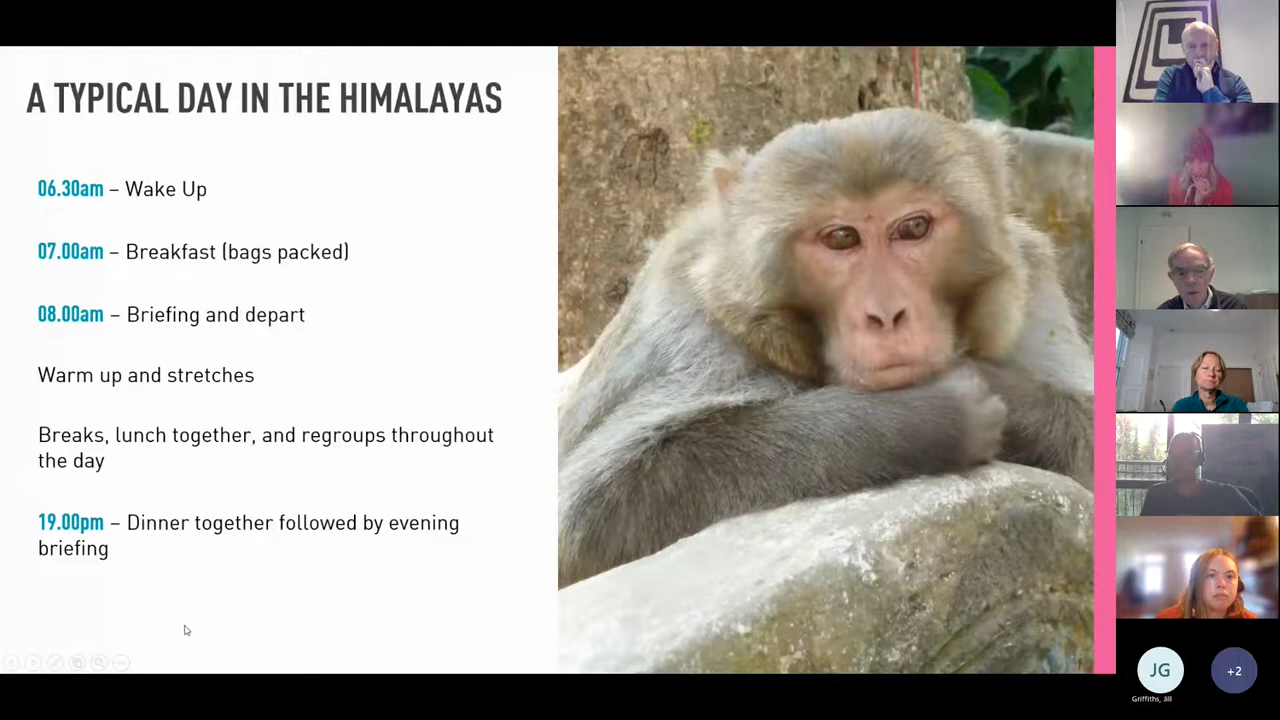 A TYPICAL DAY IN THE HIMALAYAS
06.30am – Wake Up
07.00am – Breakfast (bags packed)
08.00am – Briefing and depart
Warm up and stretches
Breaks, lunch together, and regroups throughout
the day
19.00pm – Dinner together followed by evening
briefing
JG
+2
Griffiths, Jill